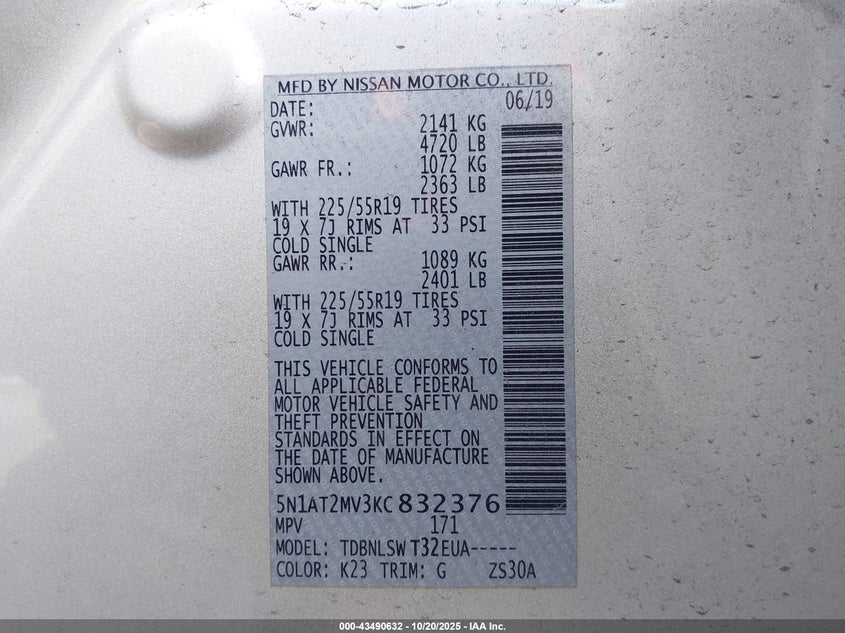 MFD BY NISSAN MOTOR CO., LTD.
DATE: 06/19
GVWR: 2141 KG
4720 LB
GAWR FR.: 1072 KG
2363 LB
WITH 225/55R19 TIRES
19 X 7J RIMS AT 33 PSI
COLD SINGLE
GAWR RR.: 1089 KG
2401 LB
WITH 225/55R19 TIRES
19 X 7J RIMS AT 33 PSI
COLD SINGLE
THIS VEHICLE CONFORMS TO
ALL APPLICABLE FEDERAL
MOTOR VEHICLE SAFETY AND
THEFT PREVENTION
STANDARDS IN EFFECT ON
THE DATE OF MANUFACTURE
SHOWN ABOVE.
5N1AT2MV3KC832376
MPV 171
MODEL: TDBNLSWT32EUA-----
COLOR: K23 TRIM: G ZS30A
000-43490632 - 10/20/2025 - IAA Inc.